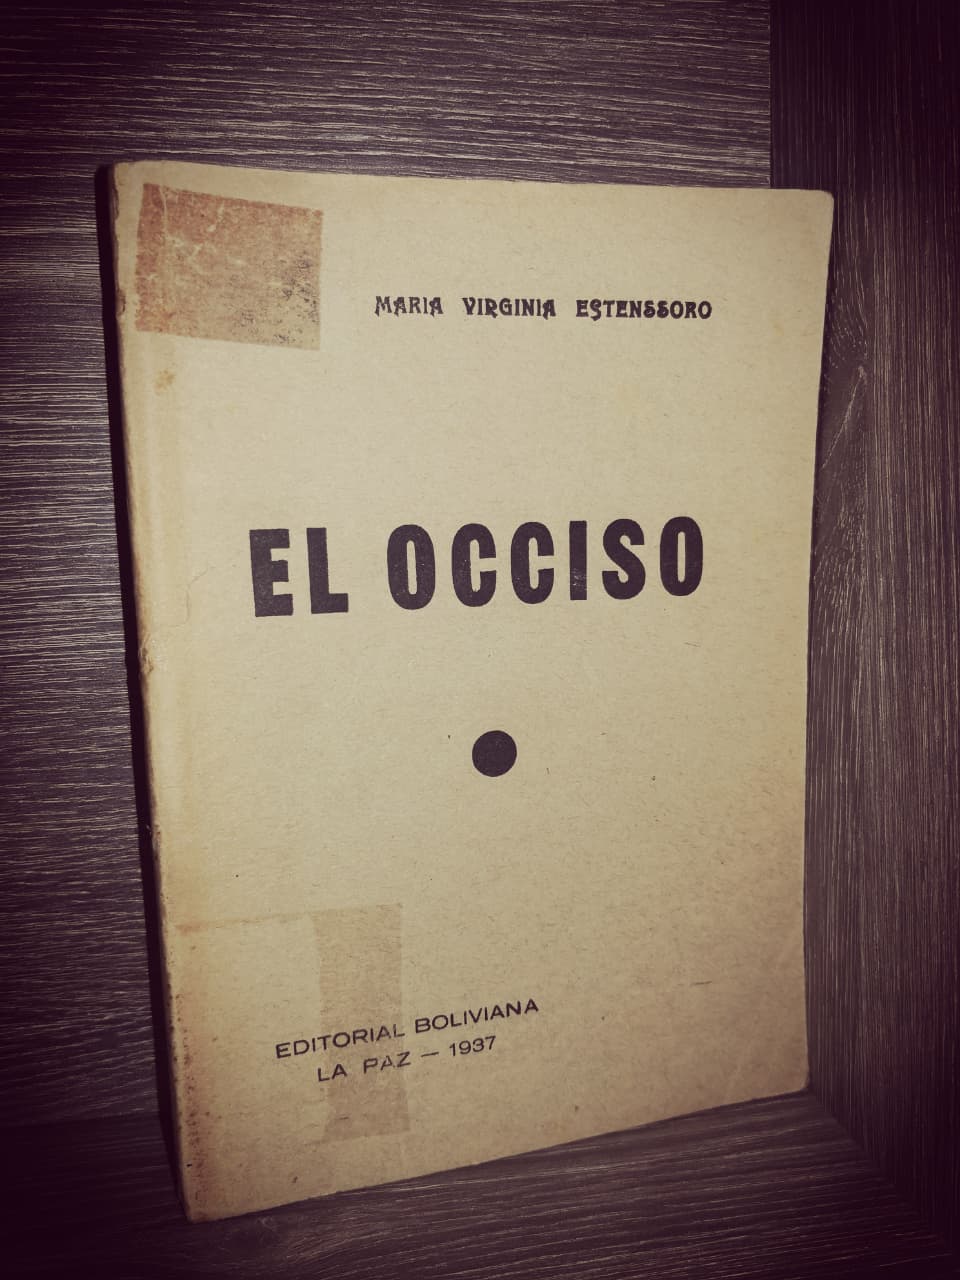 MARIA VIRGINIA ESTENSSORO
EL OCCISO
EDITORIAL BOLIVIANA
LA PAZ — 1937